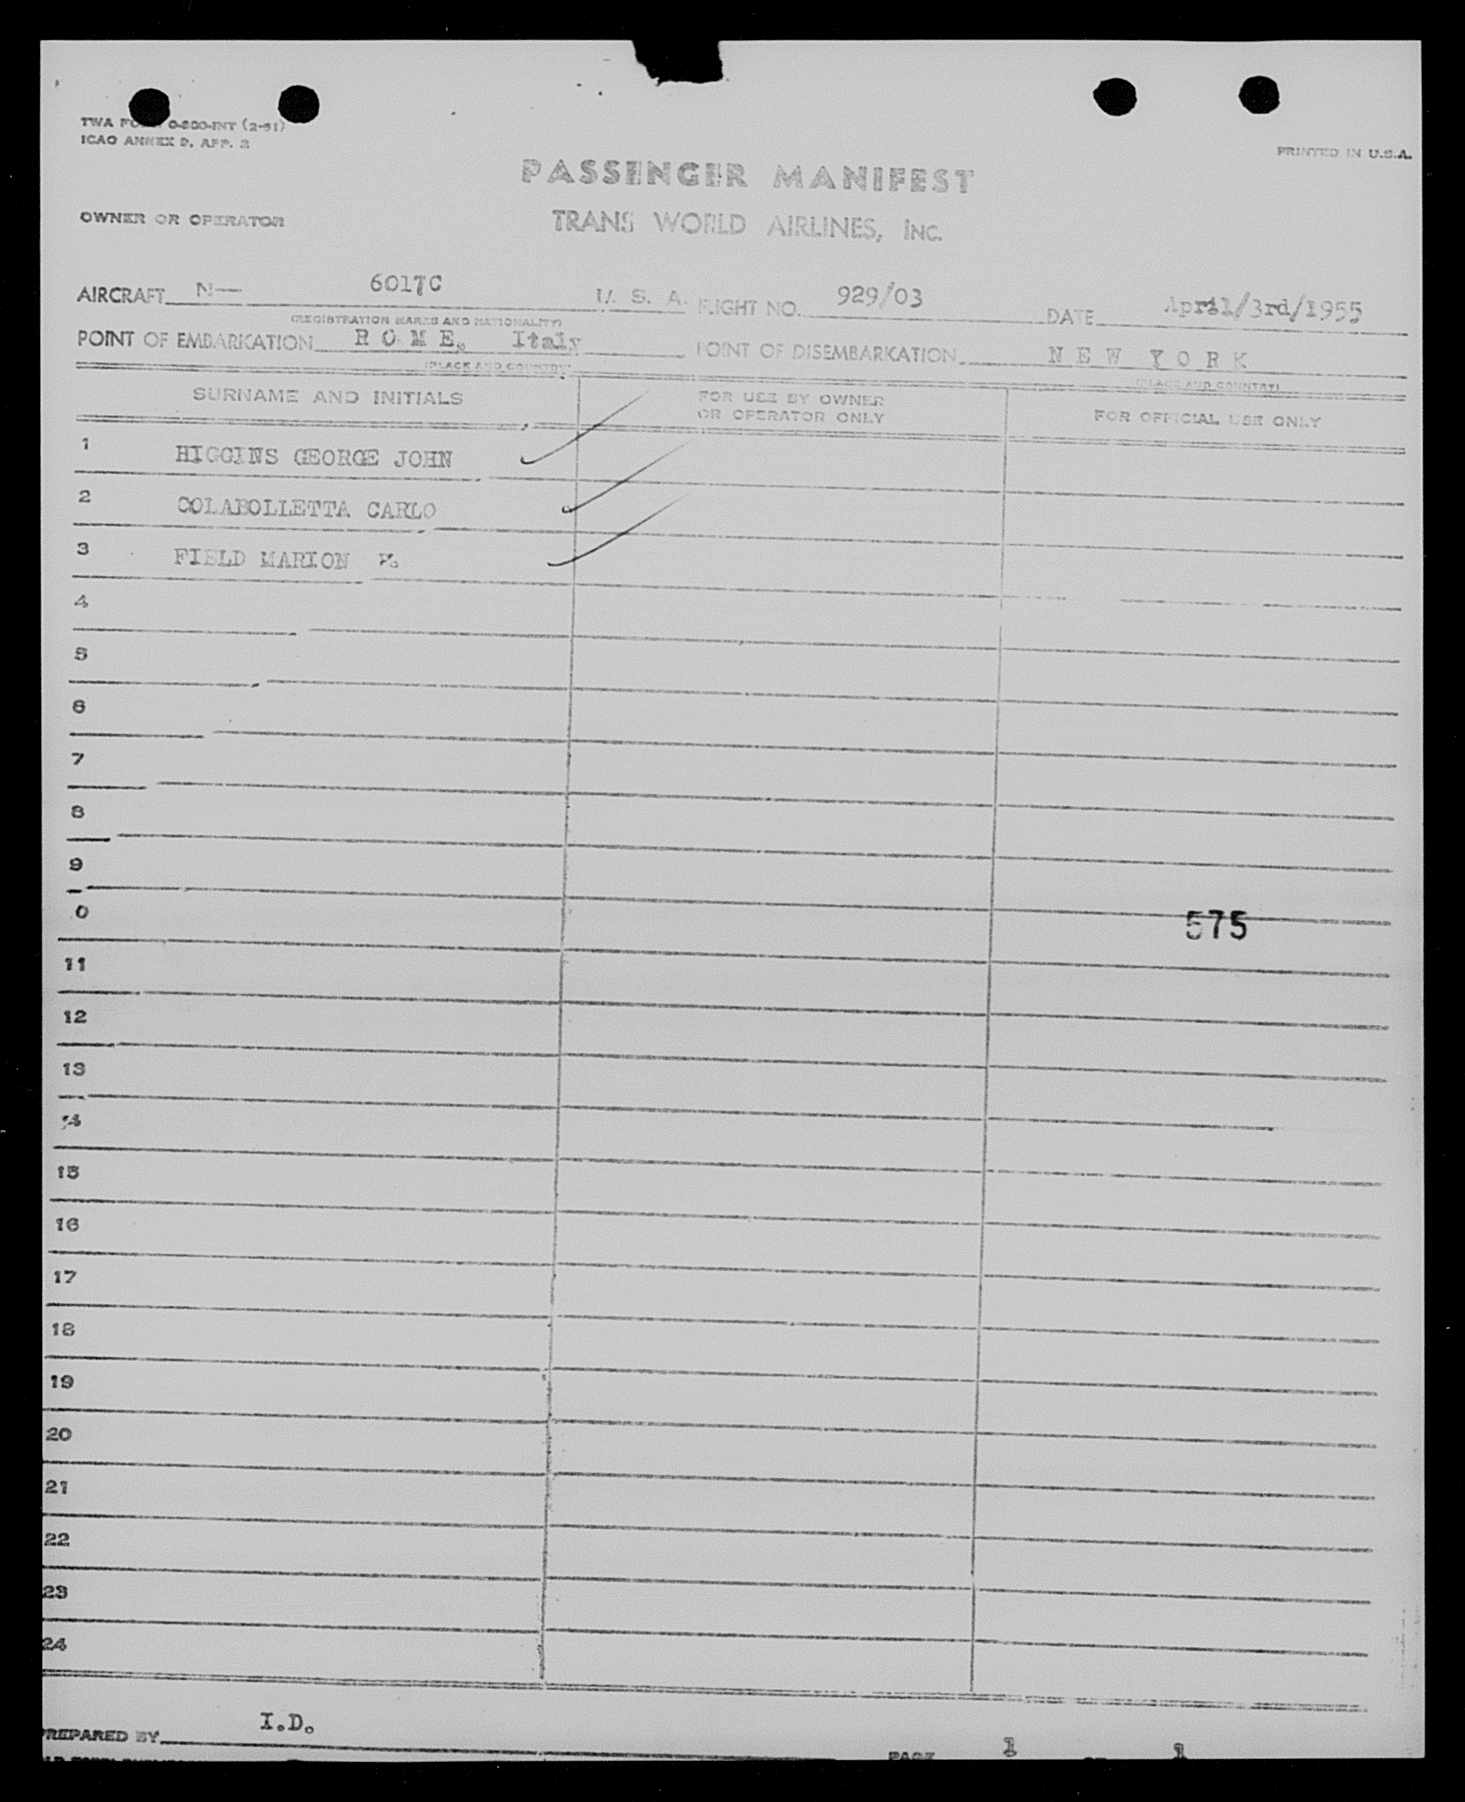 TWA FORM O-800-INT (2-51)
ICAO ANNEX 9, APP. 2
PRINTED IN U.S.A.
PASSENGER MANIFEST
OWNER OR OPERATOR TRANS WORLD AIRLINES, INC.
AIRCRAFT N— 6017C U. S. A. FLIGHT NO. 929/03 DATE April/3rd/1955
(REGISTRATION MARKS AND NATIONALITY)
POINT OF EMBARKATION R O M E, Italy POINT OF DISEMBARKATION N E W Y O R K
(PLACE AND COUNTRY) (PLACE AND COUNTRY)
SURNAME AND INITIALS FOR USE BY OWNER OR OPERATOR ONLY FOR OFFICIAL USE ONLY
1 HIGGINS GEORGE JOHN
2 COLABOLLETTA CARLO
3 FIELD MARION
4
5
6
7
8
9
0 575
11
12
13
14
15
16
17
18
19
20
21
22
23
24
PREPARED BY I.D.
PAGE 1 OF 1